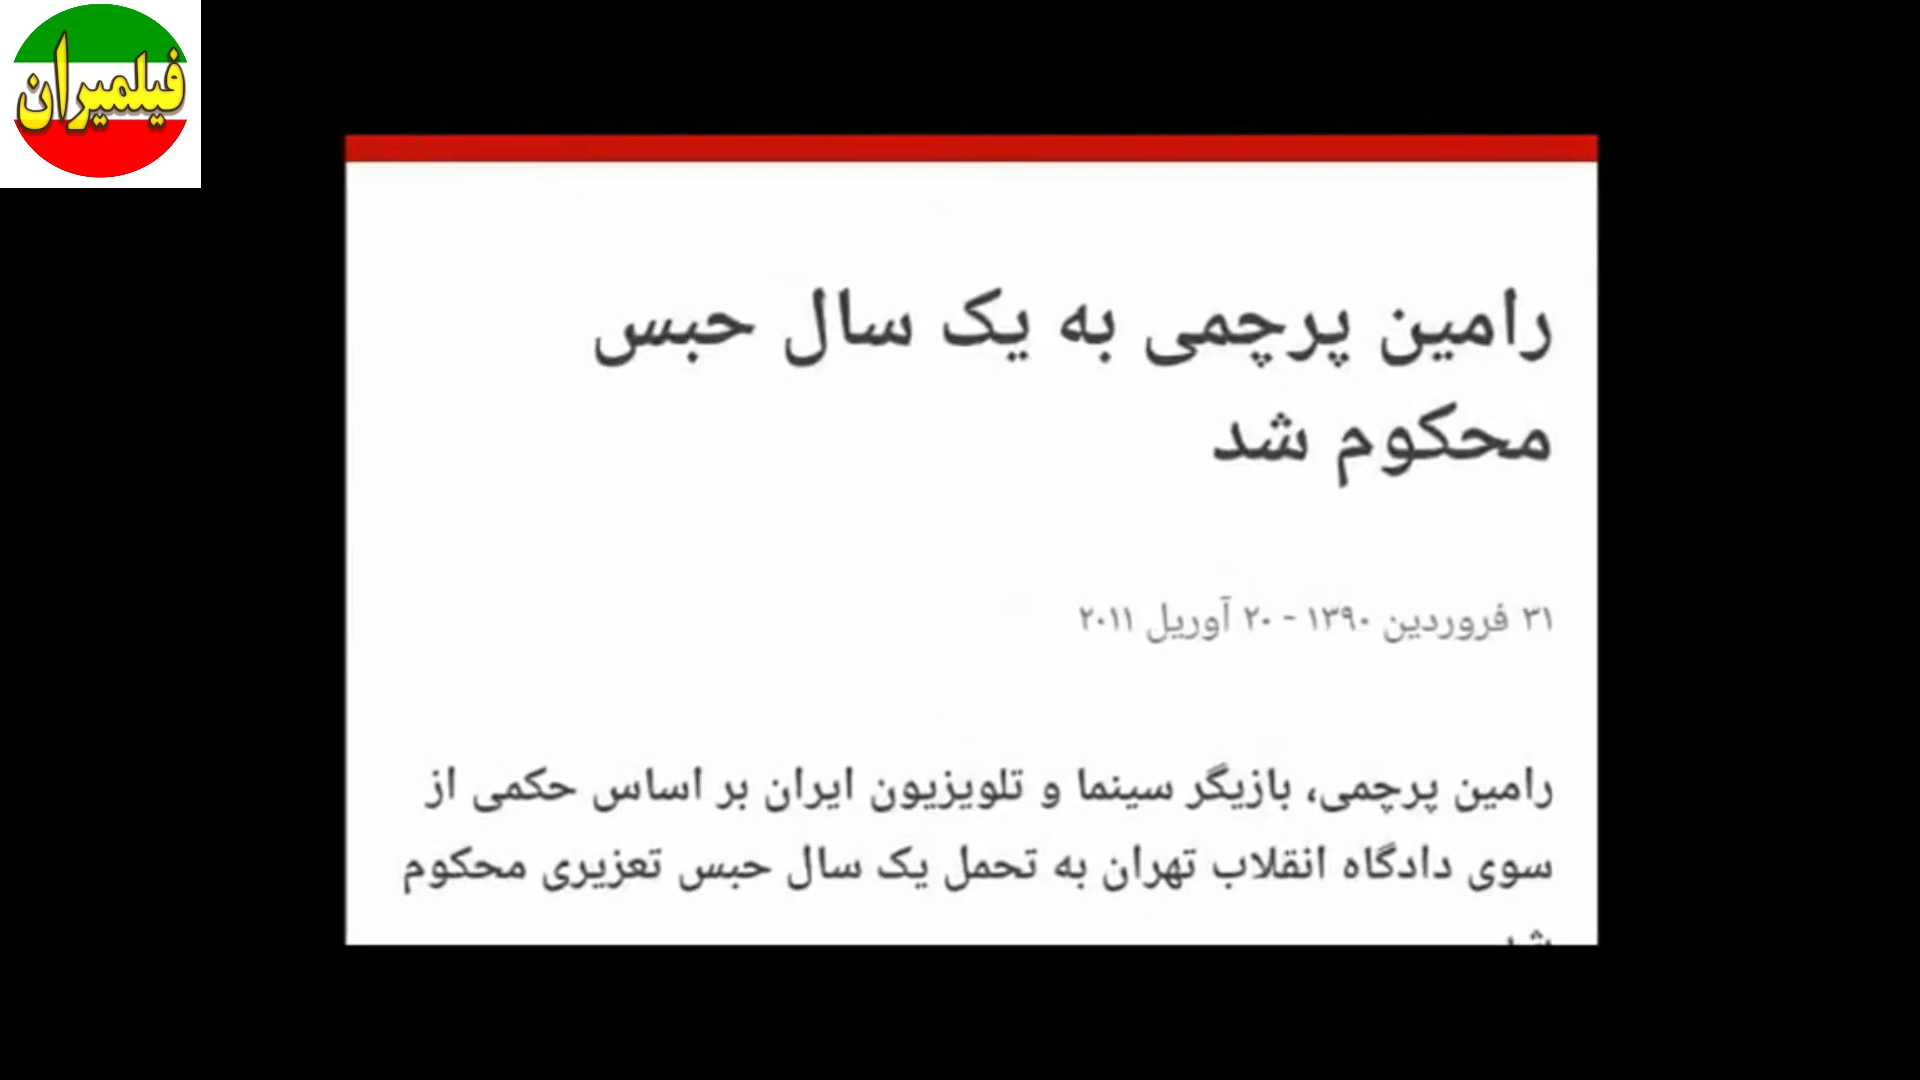 فیلمیران
رامین پرچمی به یک سال حبس
محکوم شد
۳۱ فروردین ۱۳۹۰ - ۲۰ آوریل ۲۰۱۱
رامین پرچمی، بازیگر سینما و تلویزیون ایران بر اساس حکمی از
سوی دادگاه انقلاب تهران به تحمل یک سال حبس تعزیری محکوم